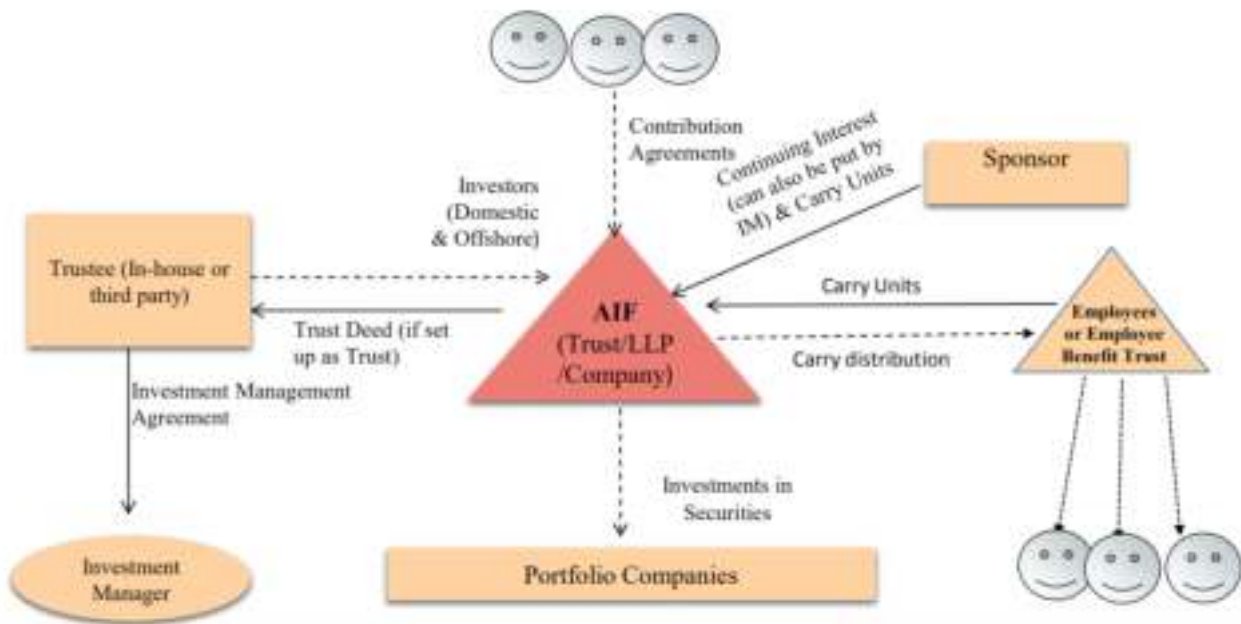 Contribution
Agreements
Continuing Interest
(can also be put by
IM) & Carry Units
Sponsor
Investors
(Domestic
& Offshore)
Trustee (In-house or
third party)
Trust Deed (if set
up as Trust)
AIF
(Trust/LLP
/Company)
Carry Units
Carry distribution
Employees
or Employee
Benefit Trust
Investment Management
Agreement
Investments in
Securities
Investment
Manager
Portfolio Companies